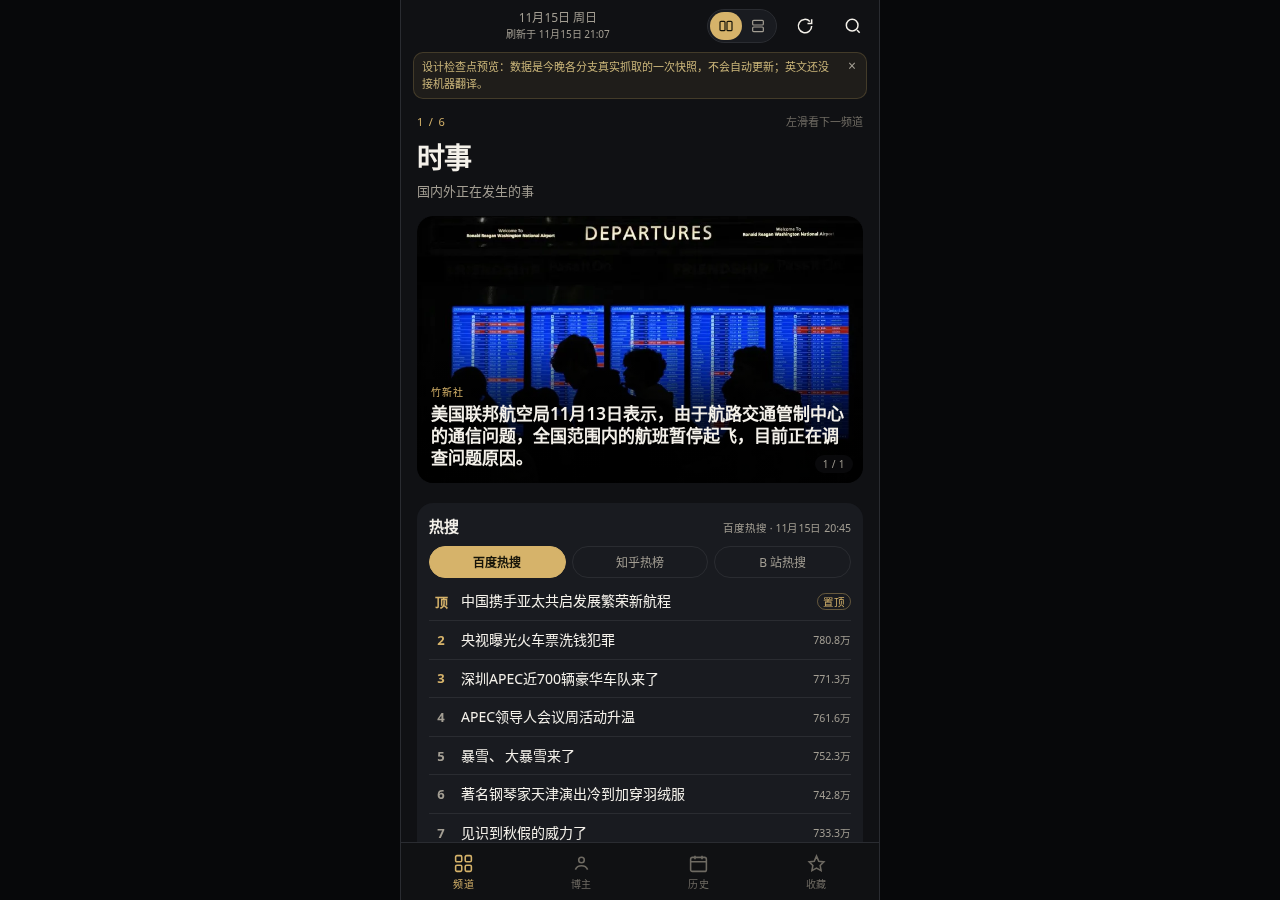 11月15日 周日
刷新于 11月15日 21:07
设计检查点预览：数据是今晚各分支真实抓取的一次快照，不会自动更新；英文还没
接机器翻译。
×
1 / 6
左滑看下一频道
时事
国内外正在发生的事
Welcome To
Ronald Reagan Washington National Airport
DEPARTURES
Welcome To
Ronald Reagan Washington National Airport
竹新社
美国联邦航空局11月13日表示，由于航路交通管制中心
的通信问题，全国范围内的航班暂停起飞，目前正在调
查问题原因。
1 / 1
热搜
百度热搜 · 11月15日 20:45
百度热搜
知乎热榜
B 站热搜
顶 中国携手亚太共启发展繁荣新航程 置顶
2 央视曝光火车票洗钱犯罪 780.8万
3 深圳APEC近700辆豪华车队来了 771.3万
4 APEC领导人会议周活动升温 761.6万
5 暴雪、大暴雪来了 752.3万
6 著名钢琴家天津演出冷到加穿羽绒服 742.8万
7 见识到秋假的威力了 733.3万
频道
博主
历史
收藏